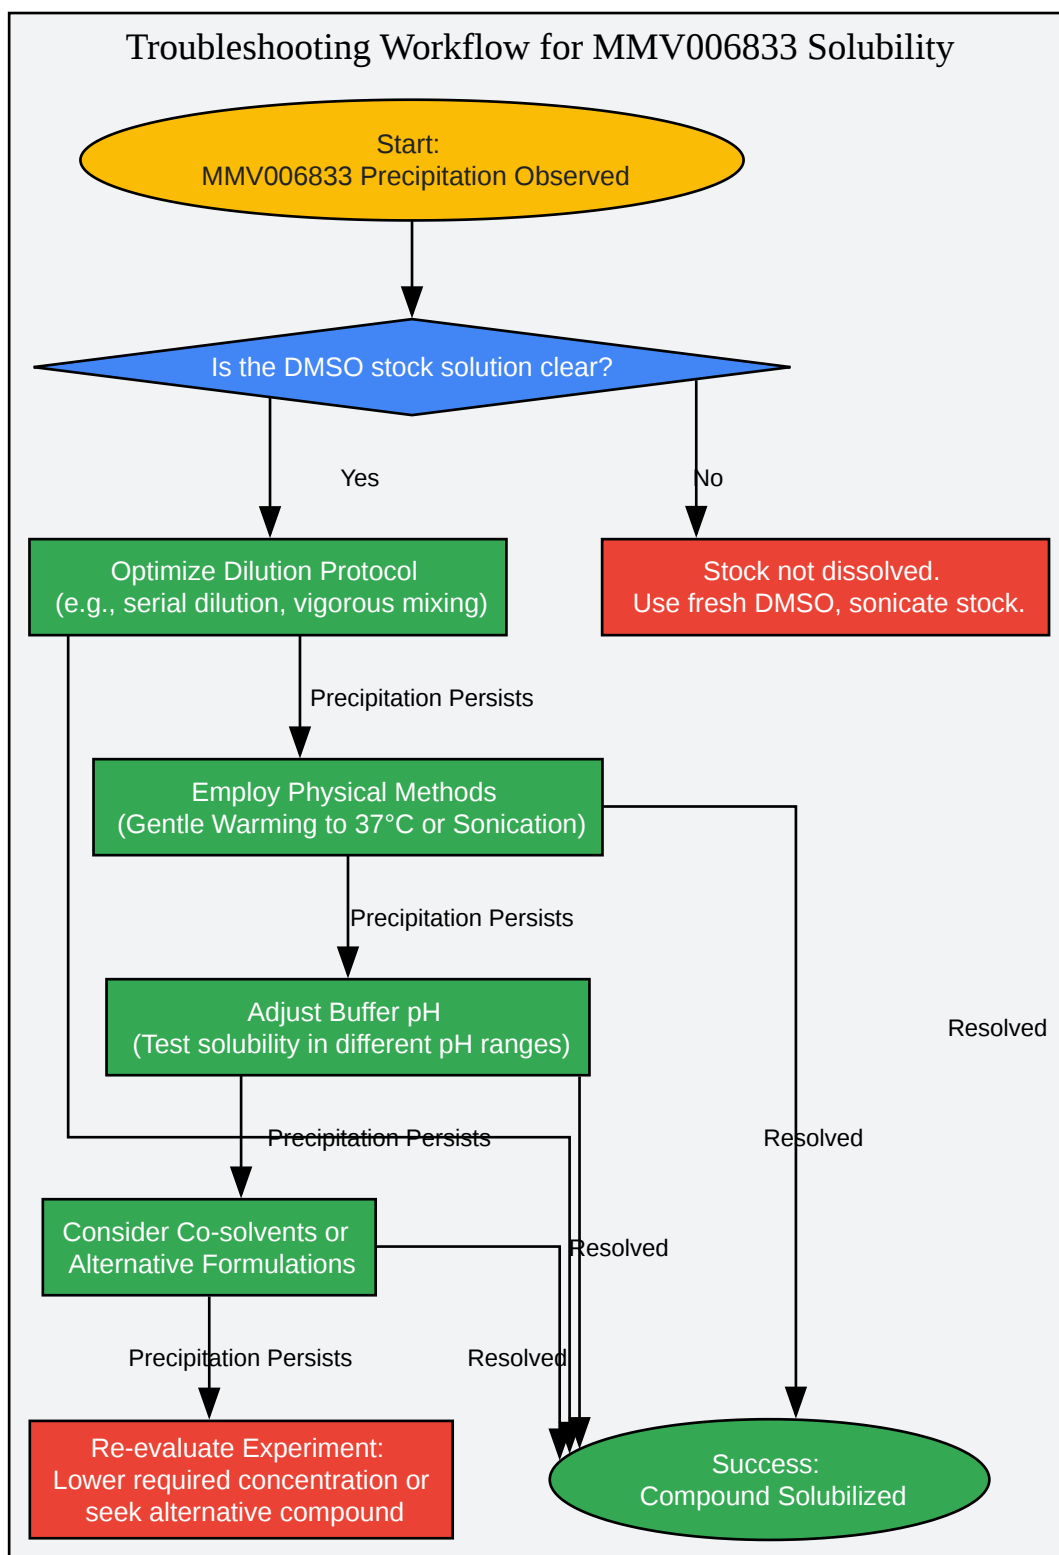 Troubleshooting Workflow for MMV006833 Solubility
Start:
MMV006833 Precipitation Observed
Is the DMSO stock solution clear?
Yes
No
Optimize Dilution Protocol
(e.g., serial dilution, vigorous mixing)
Stock not dissolved.
Use fresh DMSO, sonicate stock.
Precipitation Persists
Employ Physical Methods
(Gentle Warming to 37°C or Sonication)
Precipitation Persists
Adjust Buffer pH
(Test solubility in different pH ranges)
Resolved
Precipitation Persists
Resolved
Consider Co-solvents or
Alternative Formulations
Resolved
Precipitation Persists
Resolved
Re-evaluate Experiment:
Lower required concentration or
seek alternative compound
Success:
Compound Solubilized